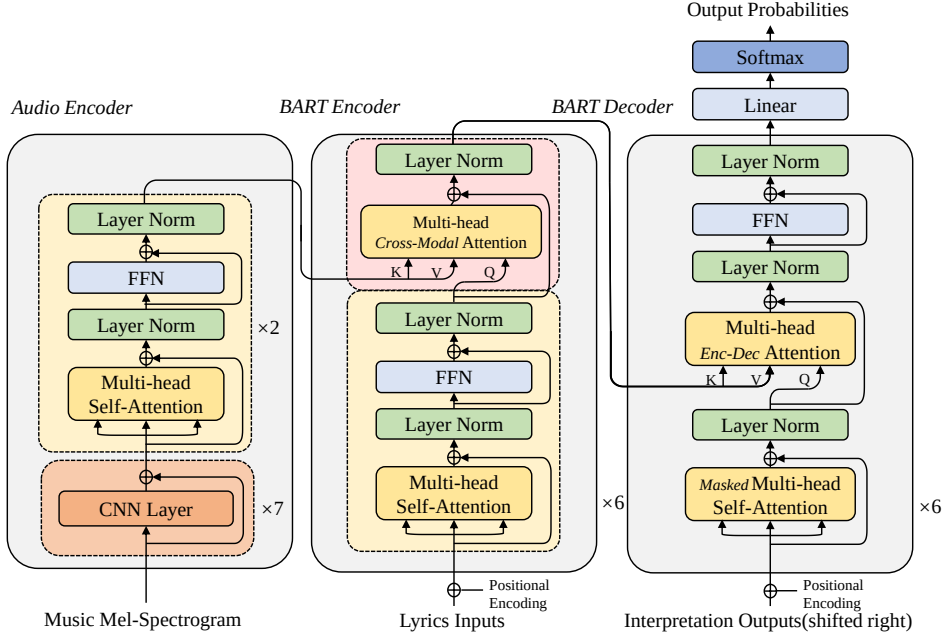 Output Probabilities
Softmax
Linear
Audio Encoder
BART Encoder
BART Decoder
Layer Norm
FFN
Layer Norm
Multi-head
Self-Attention
×2
CNN Layer
×7
Music Mel-Spectrogram
Layer Norm
Multi-head
Cross-Modal Attention
K
V
Q
Layer Norm
FFN
Layer Norm
Multi-head
Self-Attention
×6
Positional
Encoding
Lyrics Inputs
Layer Norm
FFN
Layer Norm
Multi-head
Enc-Dec Attention
K
V
Q
Layer Norm
Masked Multi-head
Self-Attention
×6
Positional
Encoding
Interpretation Outputs(shifted right)